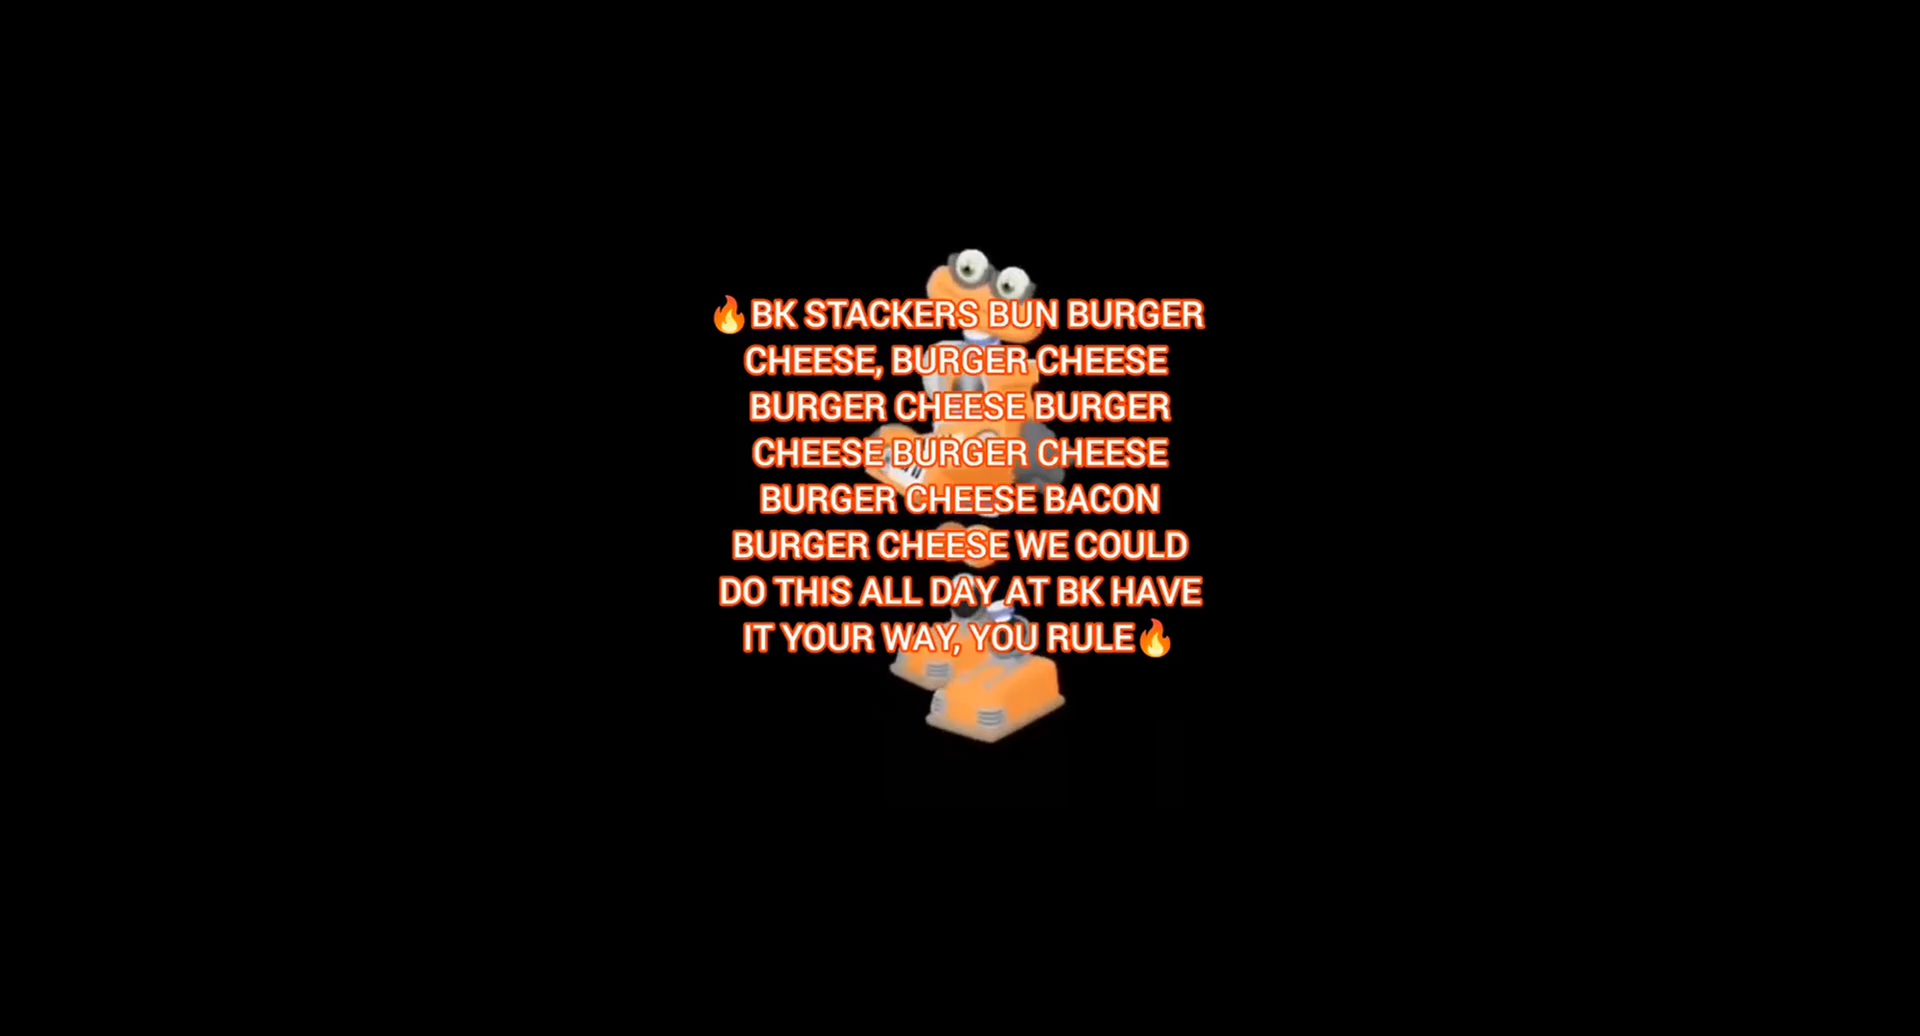 🔥BK STACKERS BUN BURGER
CHEESE, BURGER CHEESE
BURGER CHEESE BURGER
CHEESE BURGER CHEESE
BURGER CHEESE BACON
BURGER CHEESE WE COULD
DO THIS ALL DAY AT BK HAVE
IT YOUR WAY, YOU RULE🔥